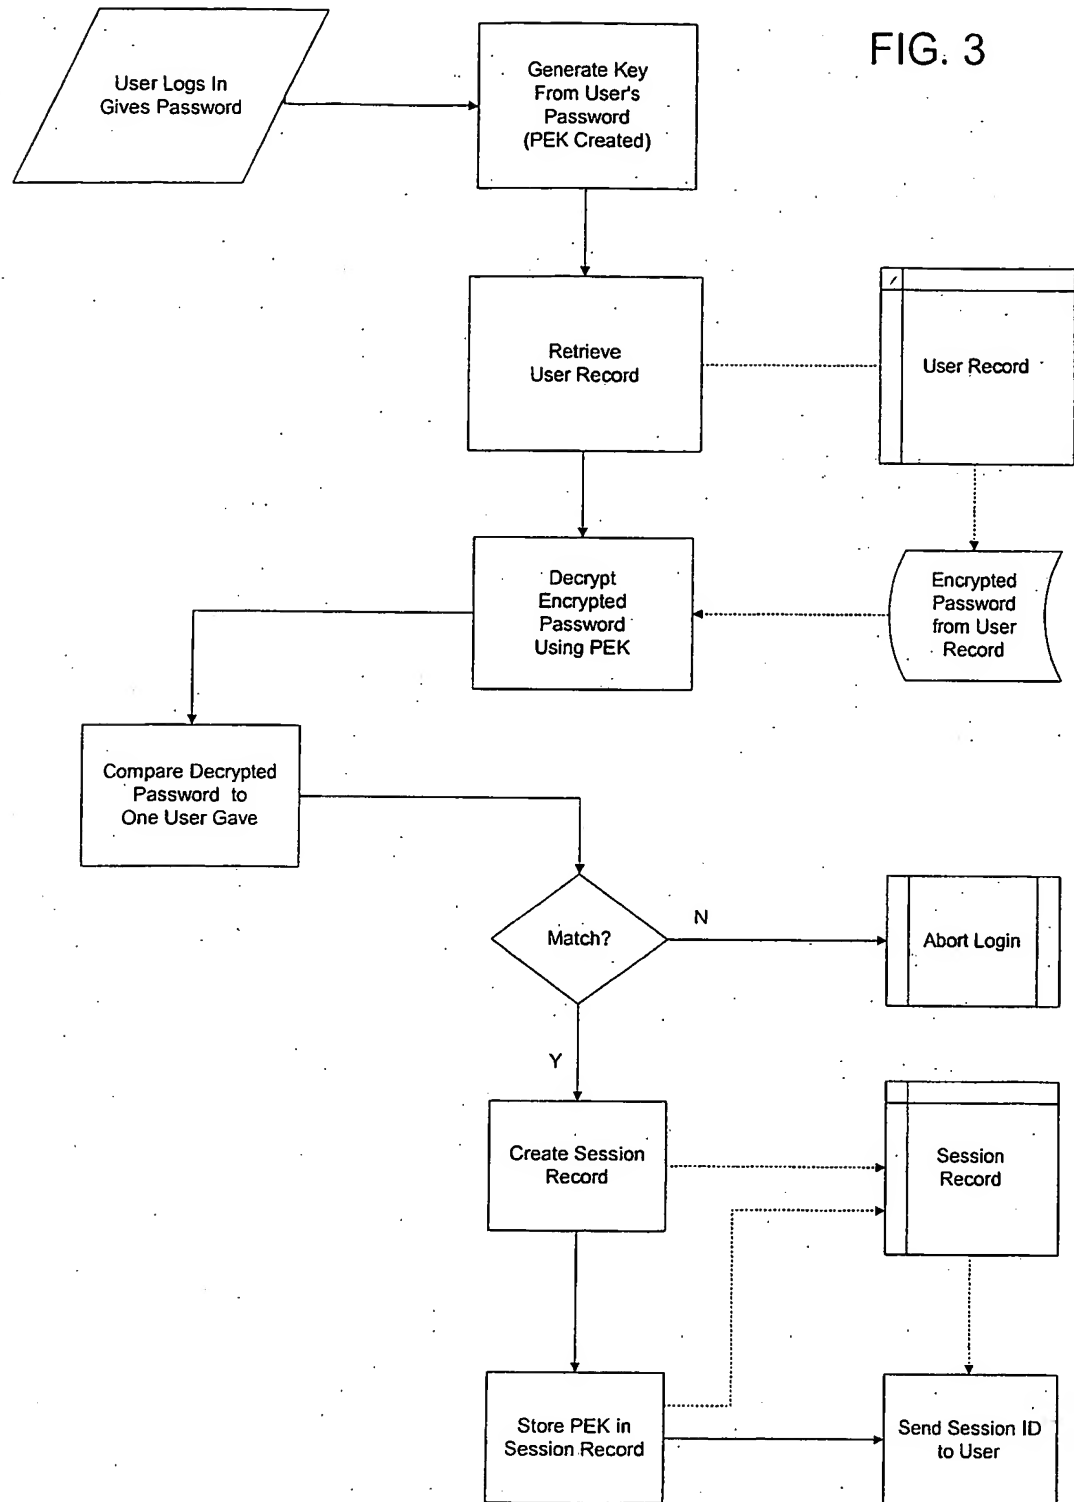 FIG. 3
User Logs In
Gives Password
Generate Key
From User's
Password
(PEK Created)
Retrieve
User Record
User Record
Decrypt
Encrypted
Password
Using PEK
Encrypted
Password
from User
Record
Compare Decrypted
Password to
One User Gave
Match?
N
Abort Login
Y
Create Session
Record
Session
Record
Store PEK in
Session Record
Send Session ID
to User